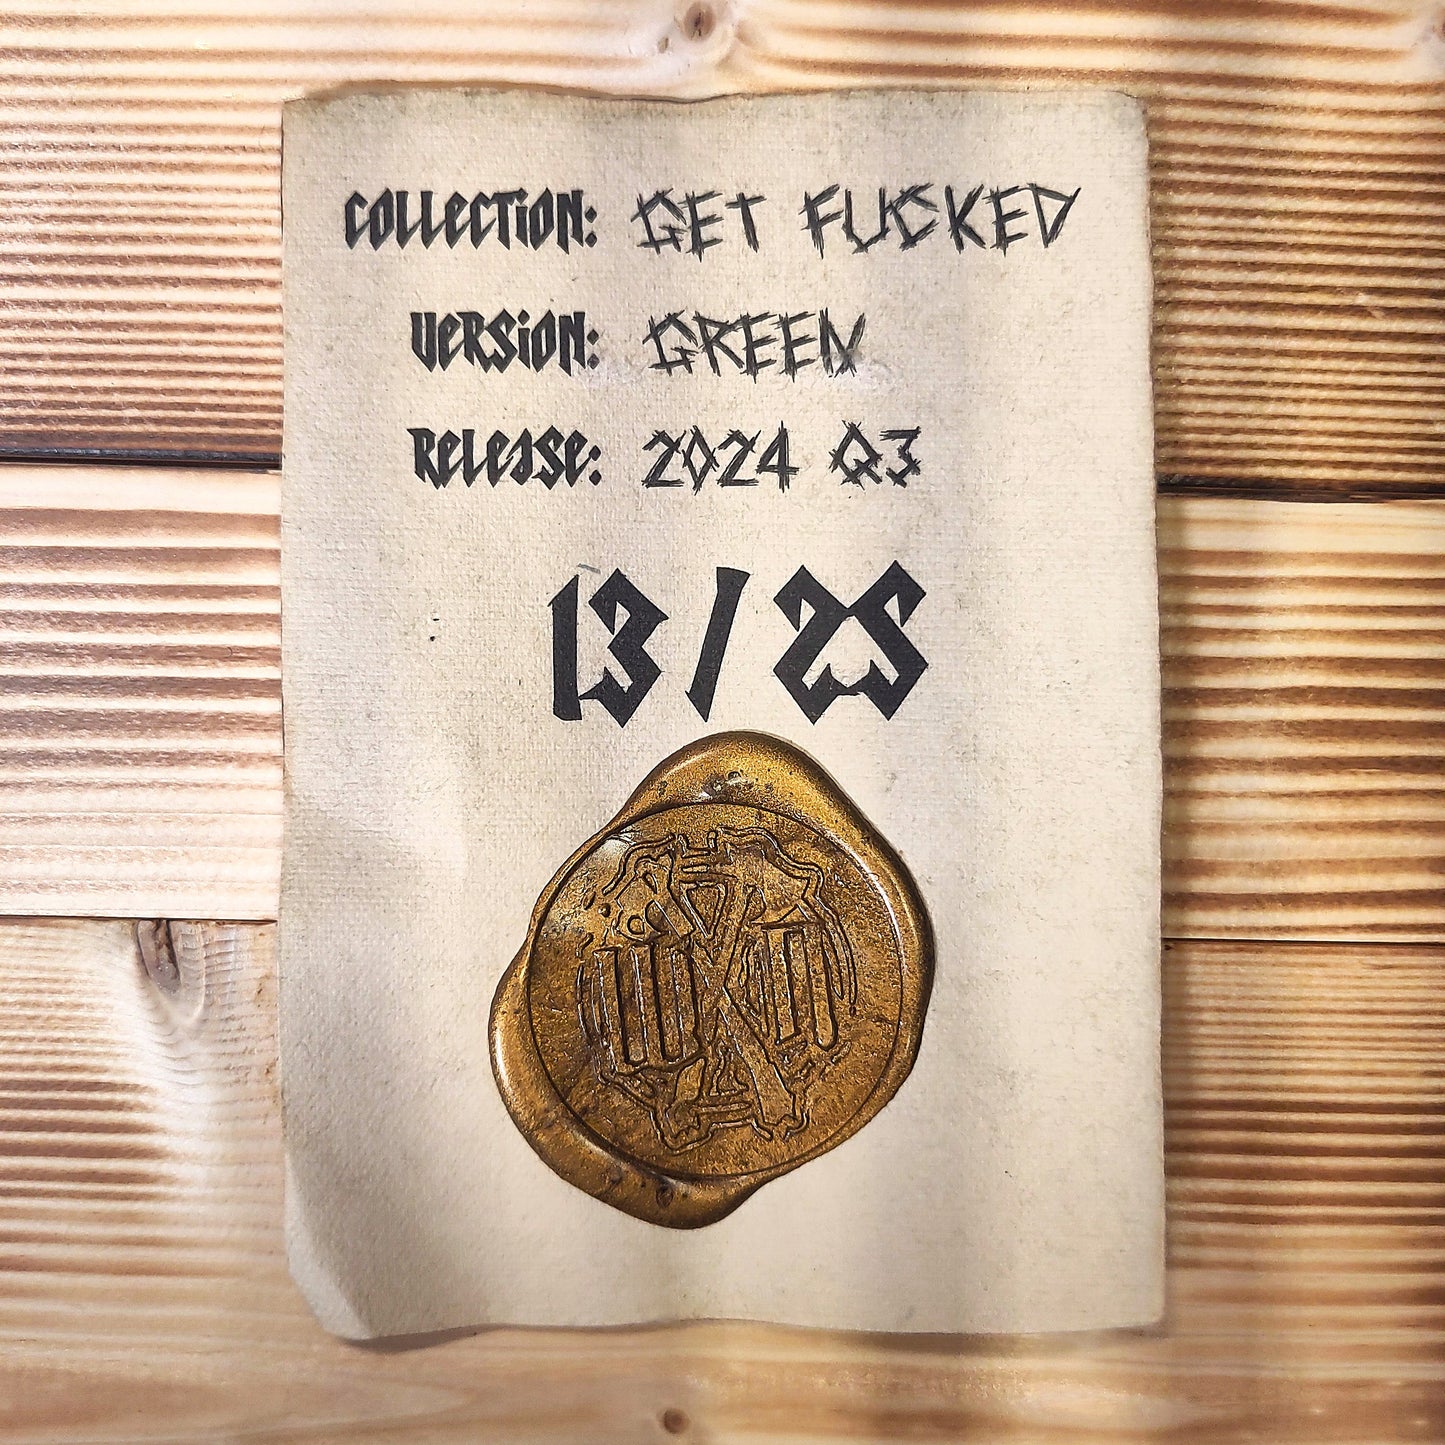 COLLECTION: GET FUCKED
VERSION: GREEN
RELEASE: 2024 Q3
13/25